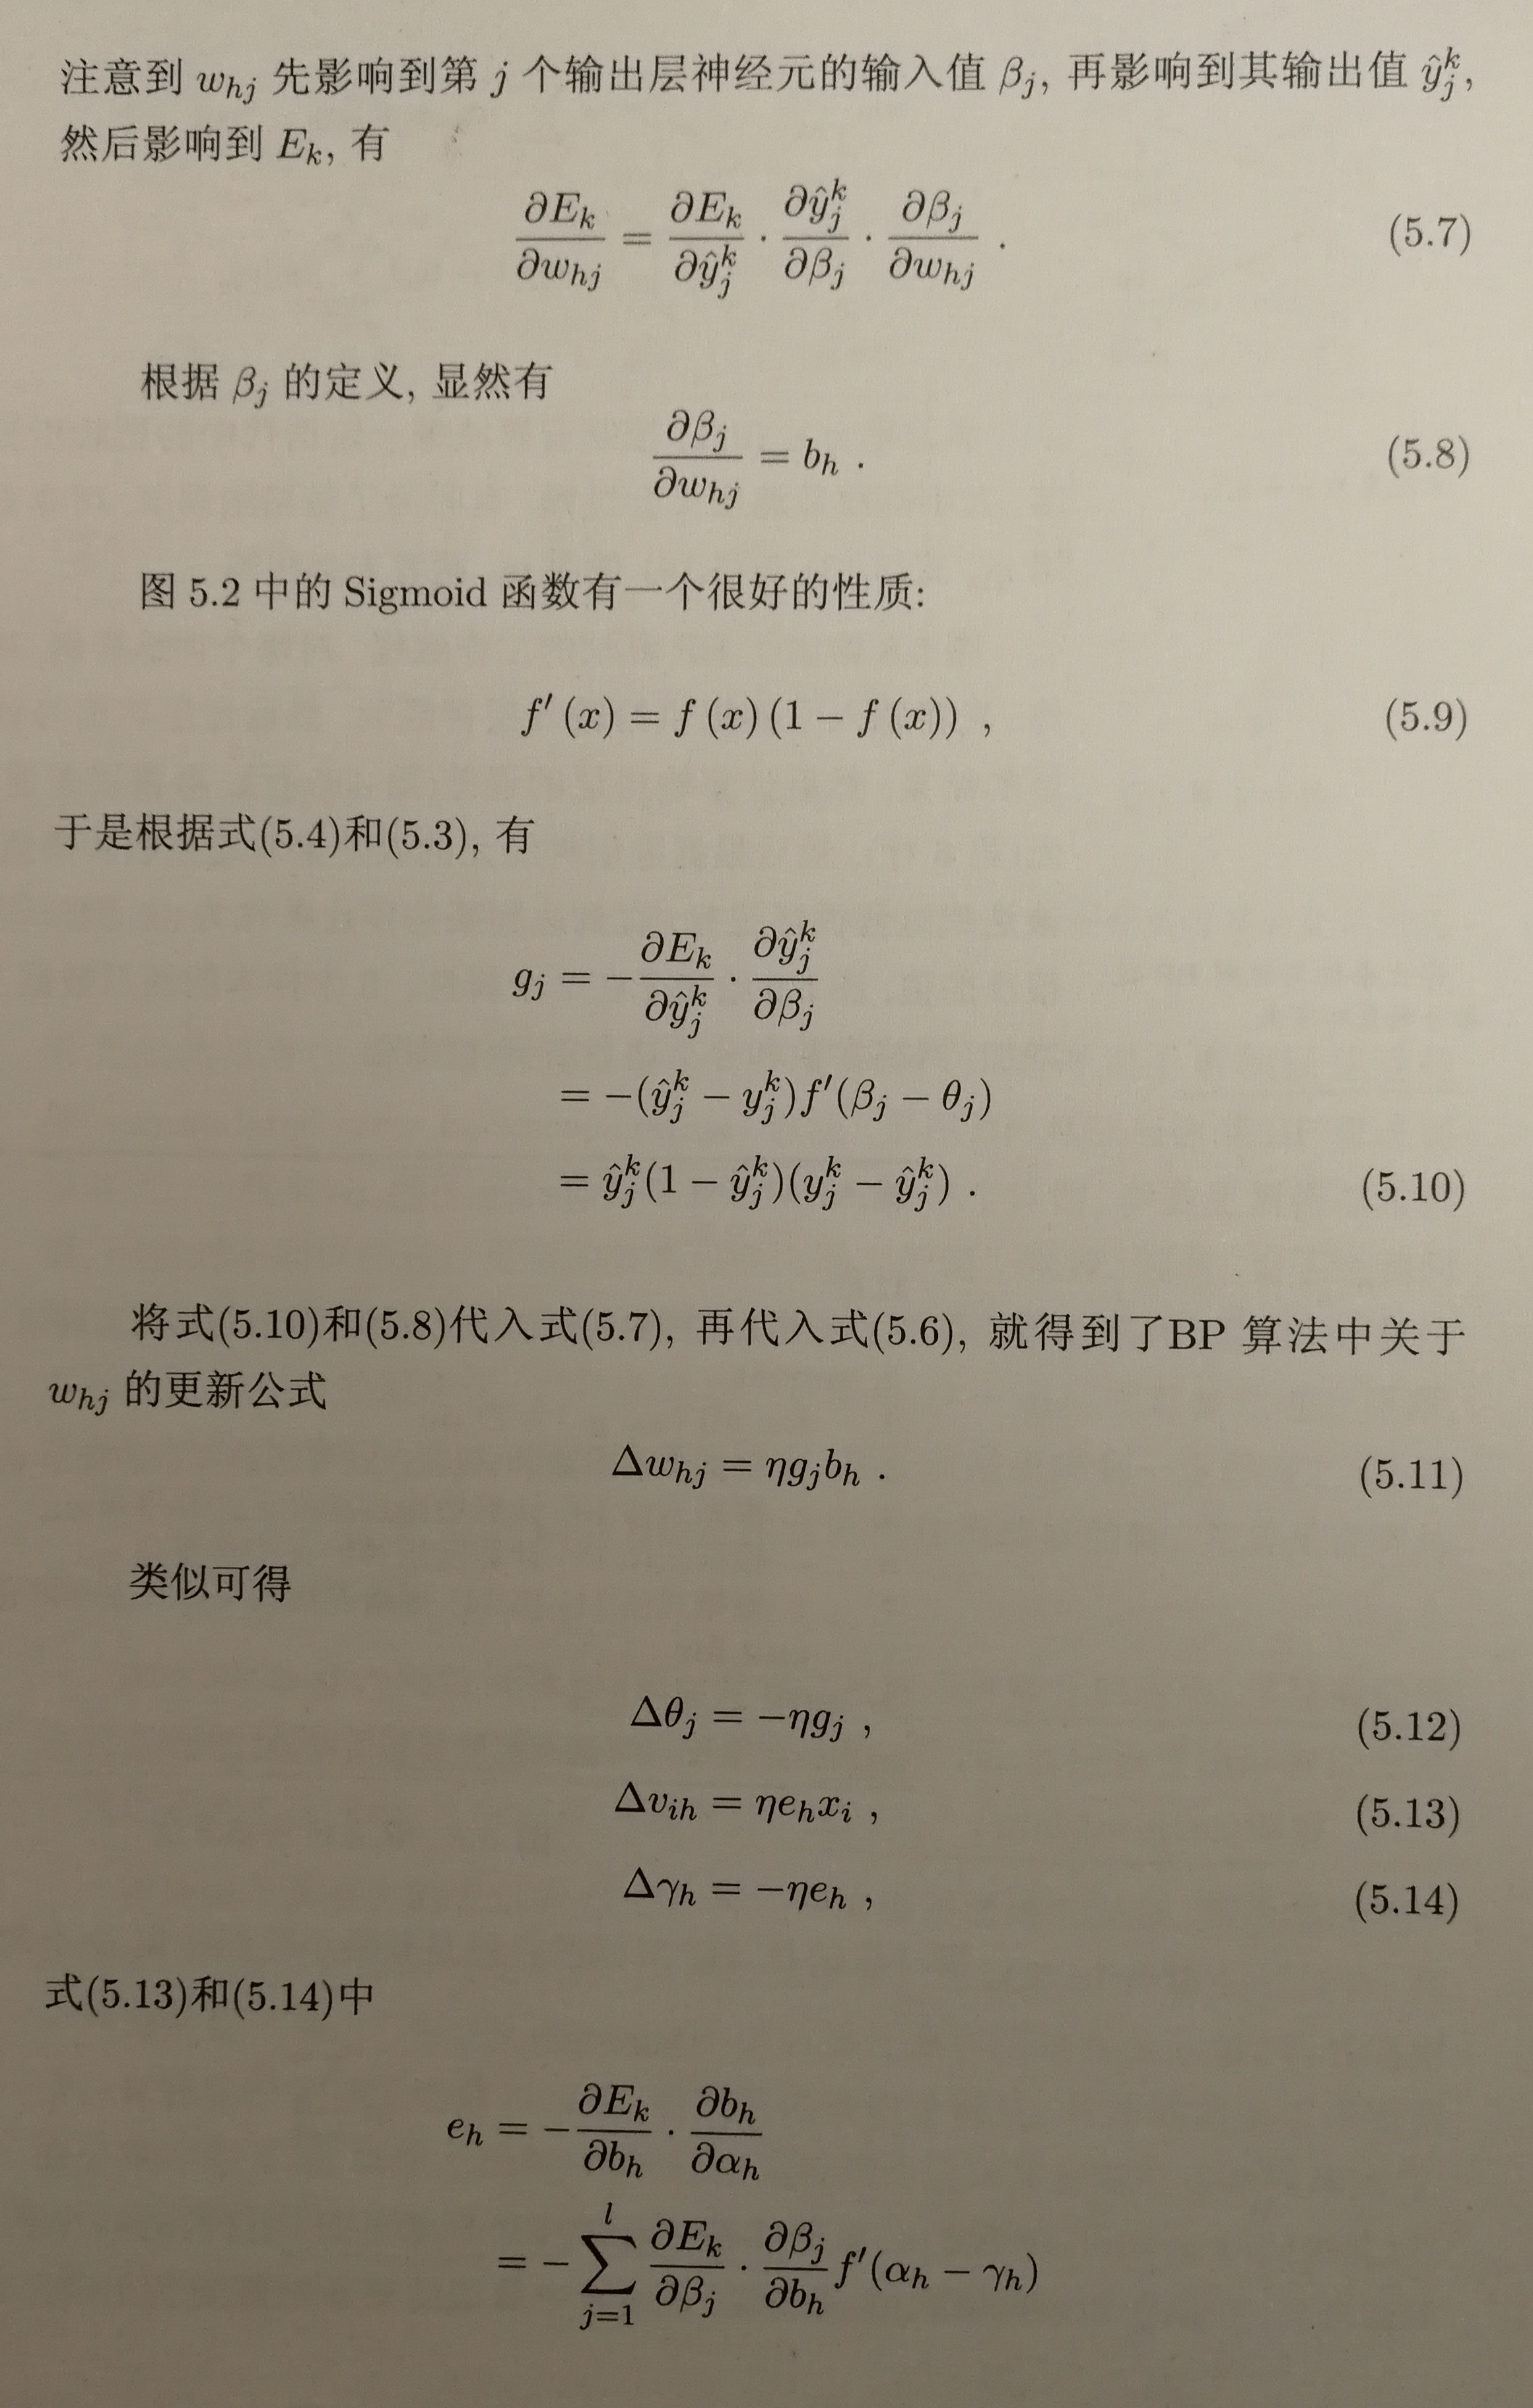 注意到 $w_{hj}$ 先影响到第 $j$ 个输出层神经元的输入值 $\beta_j$, 再影响到其输出值 $\hat{y}_j^k$,
然后影响到 $E_k$, 有
$\frac{\partial E_k}{\partial w_{hj}} = \frac{\partial E_k}{\partial \hat{y}_j^k} \cdot \frac{\partial \hat{y}_j^k}{\partial \beta_j} \cdot \frac{\partial \beta_j}{\partial w_{hj}}$ . (5.7)
根据 $\beta_j$ 的定义, 显然有
$\frac{\partial \beta_j}{\partial w_{hj}} = b_h$ . (5.8)
图 5.2 中的 Sigmoid 函数有一个很好的性质:
$f'(x) = f(x)(1 - f(x))$ , (5.9)
于是根据式(5.4)和(5.3), 有
$g_j = -\frac{\partial E_k}{\partial \hat{y}_j^k} \cdot \frac{\partial \hat{y}_j^k}{\partial \beta_j}$
$= -(\hat{y}_j^k - y_j^k) f'(\beta_j - \theta_j)$
$= \hat{y}_j^k (1 - \hat{y}_j^k)(y_j^k - \hat{y}_j^k)$ . (5.10)
将式(5.10)和(5.8)代入式(5.7), 再代入式(5.6), 就得到了BP 算法中关于
$w_{hj}$ 的更新公式
$\Delta w_{hj} = \eta g_j b_h$ . (5.11)
类似可得
$\Delta \theta_j = -\eta g_j$ , (5.12)
$\Delta v_{ih} = \eta e_h x_i$ , (5.13)
$\Delta \gamma_h = -\eta e_h$ , (5.14)
式(5.13)和(5.14)中
$e_h = -\frac{\partial E_k}{\partial b_h} \cdot \frac{\partial b_h}{\partial \alpha_h}$
$= -\sum_{j=1}^{l} \frac{\partial E_k}{\partial \beta_j} \cdot \frac{\partial \beta_j}{\partial b_h} f'(\alpha_h - \gamma_h)$